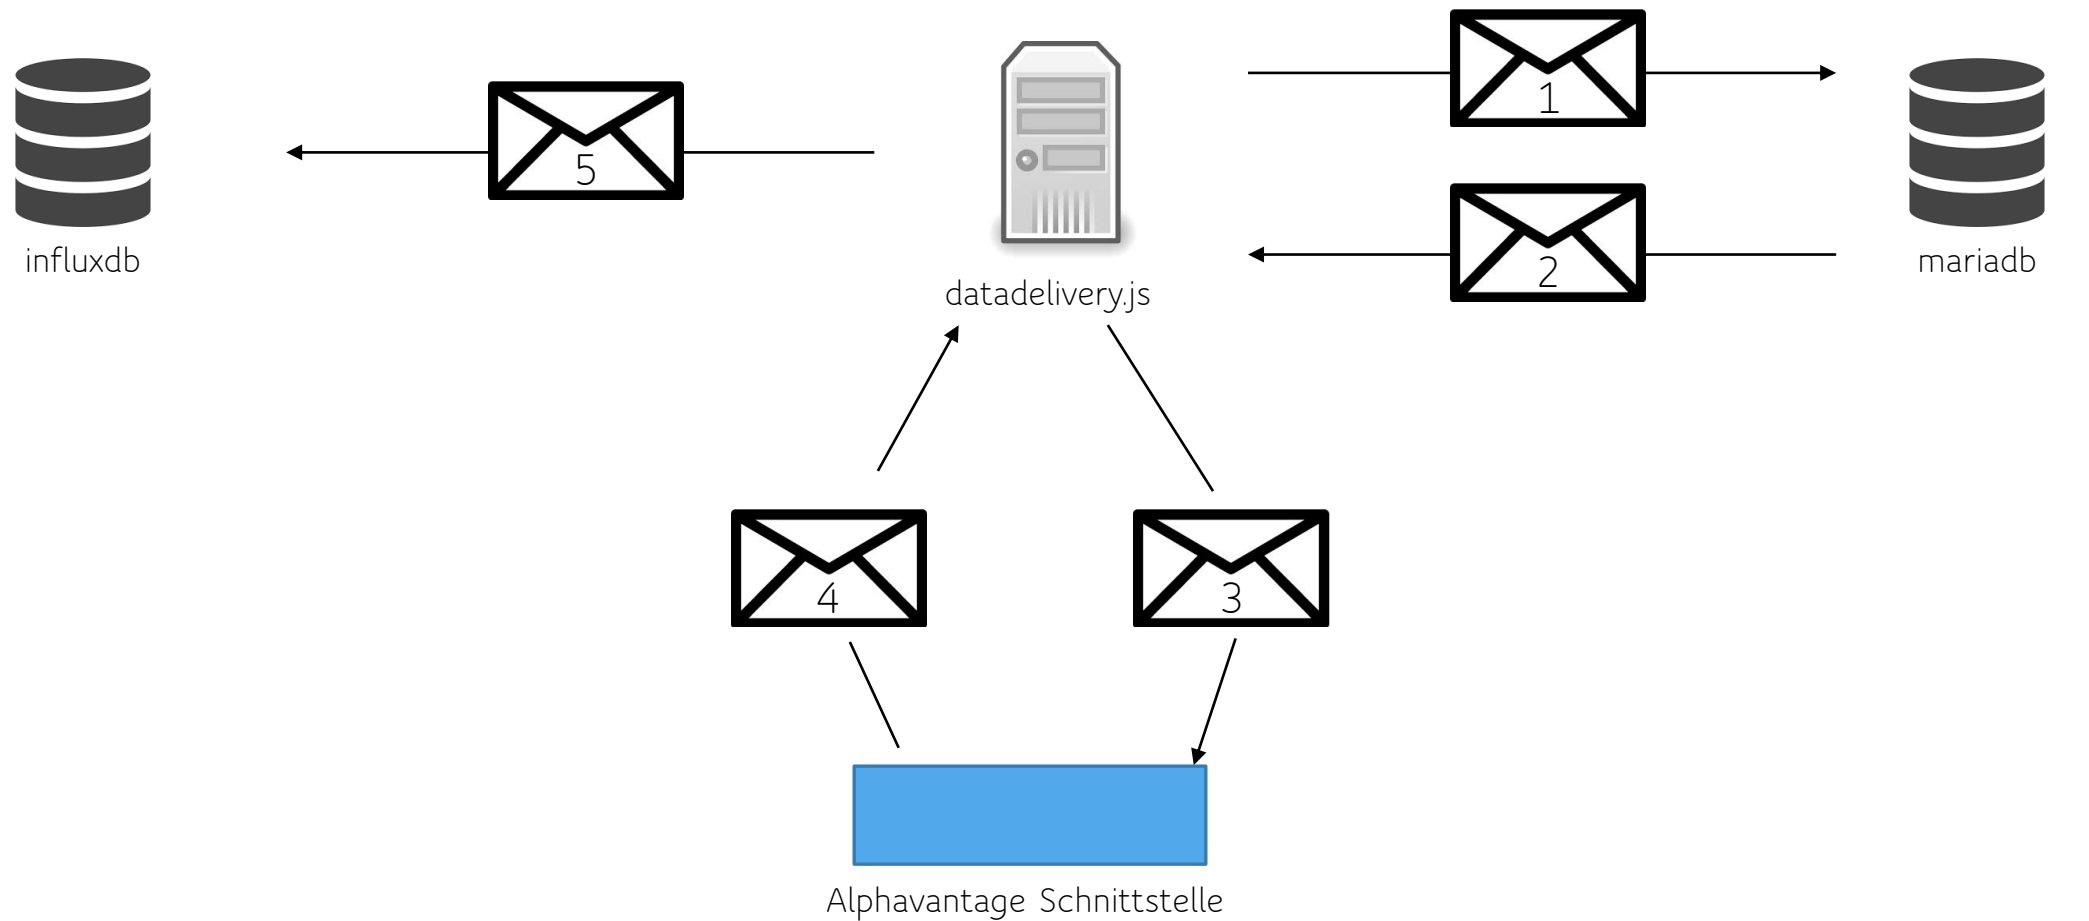 1
5
2
influxdb
mariadb
datadelivery.js
4
3
Alphavantage Schnittstelle